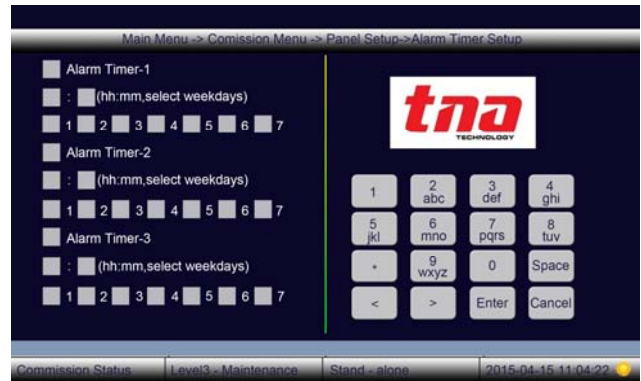 Main Menu -> Comission Menu -> Panel Setup->Alarm Timer Setup
Alarm Timer-1
: (hh:mm,select weekdays)
1 2 3 4 5 6 7
Alarm Timer-2
: (hh:mm,select weekdays)
1 2 3 4 5 6 7
Alarm Timer-3
: (hh:mm,select weekdays)
1 2 3 4 5 6 7
tna
TECHNOLOGY
1 2 abc 3 def 4 ghi
5 jkl 6 mno 7 pqrs 8 tuv
* 9 wxyz 0 Space
< > Enter Cancel
Commission Status Level3 - Maintenance Stand - alone 2015-04-15 11:04:22